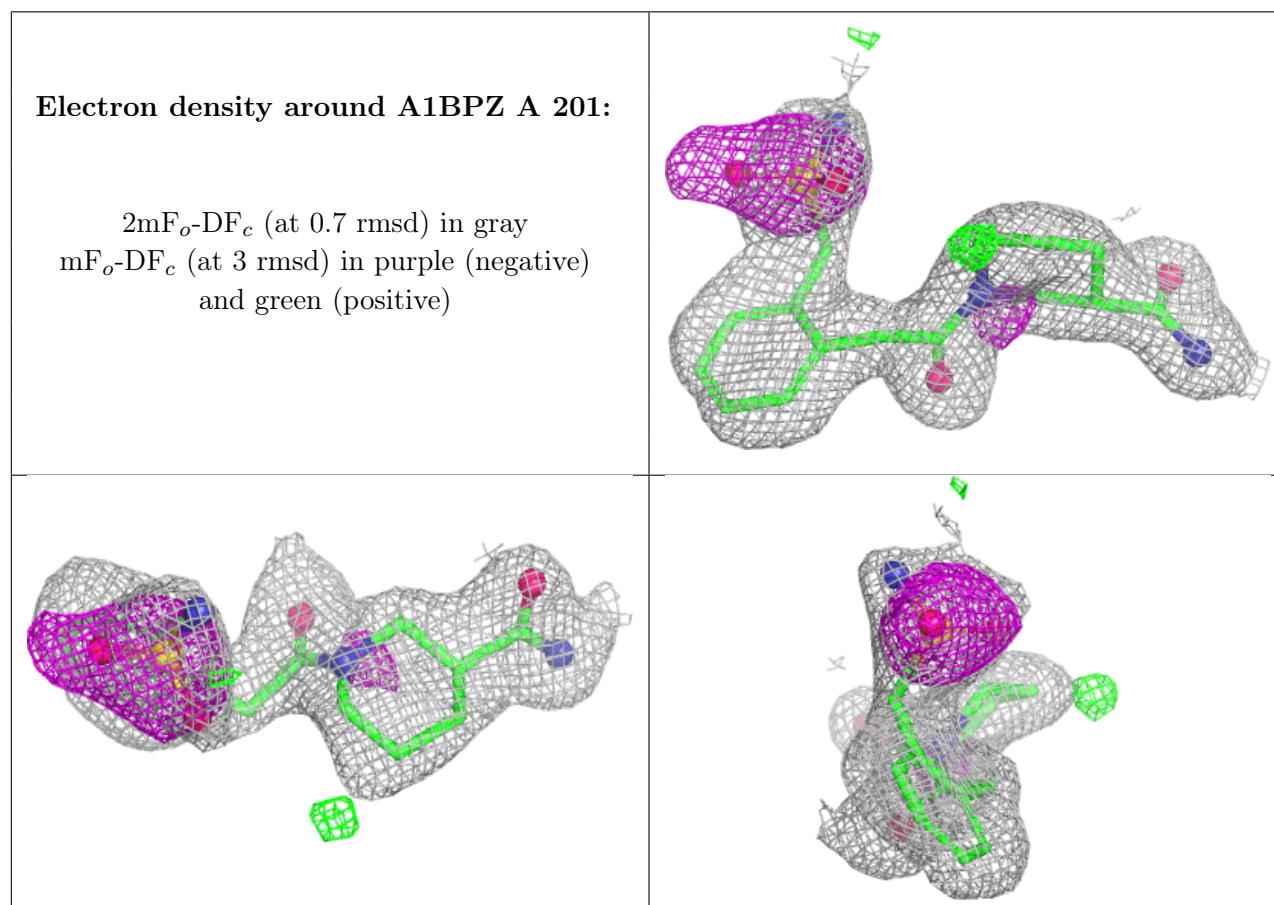 Electron density around A1BPZ A 201:
2mFₒ-DF𝒸 (at 0.7 rmsd) in gray
mFₒ-DF𝒸 (at 3 rmsd) in purple (negative)
and green (positive)